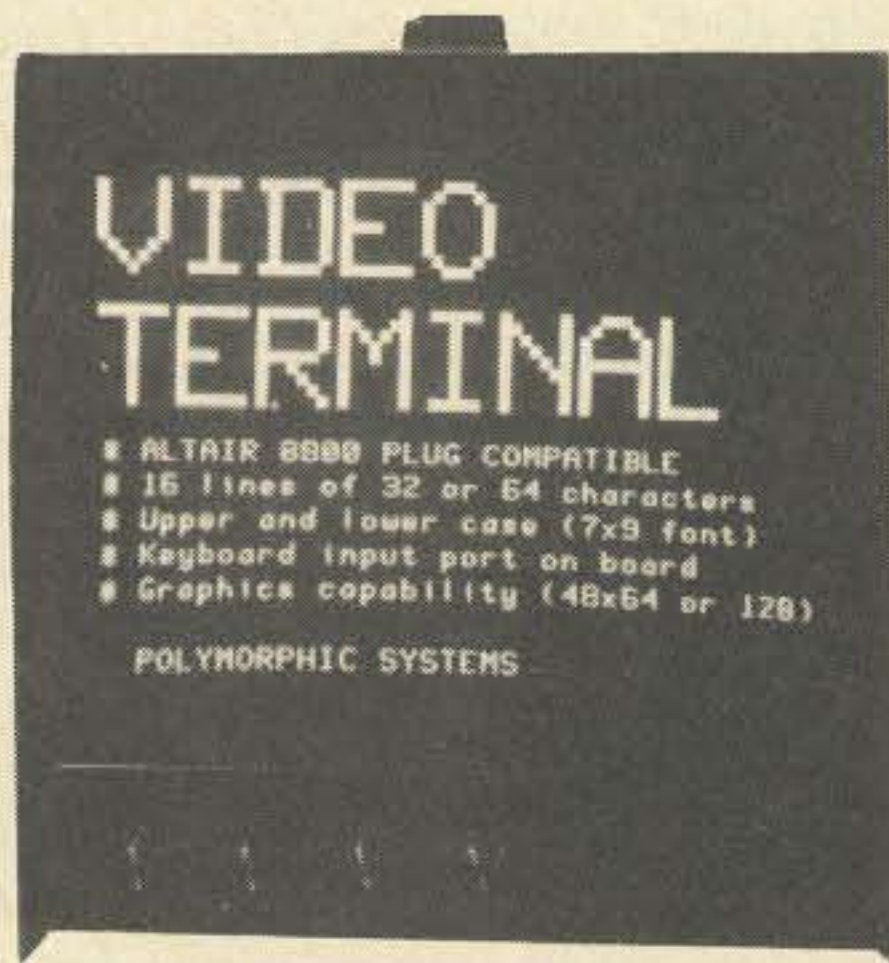 VIDEO
TERMINAL
# ALTAIR 8800 PLUG COMPATIBLE
# 16 lines of 32 or 64 characters
# Upper and lower case (7x9 font)
# Keyboard input port on board
# Graphics capability (48x64 or 128)
POLYMORPHIC SYSTEMS